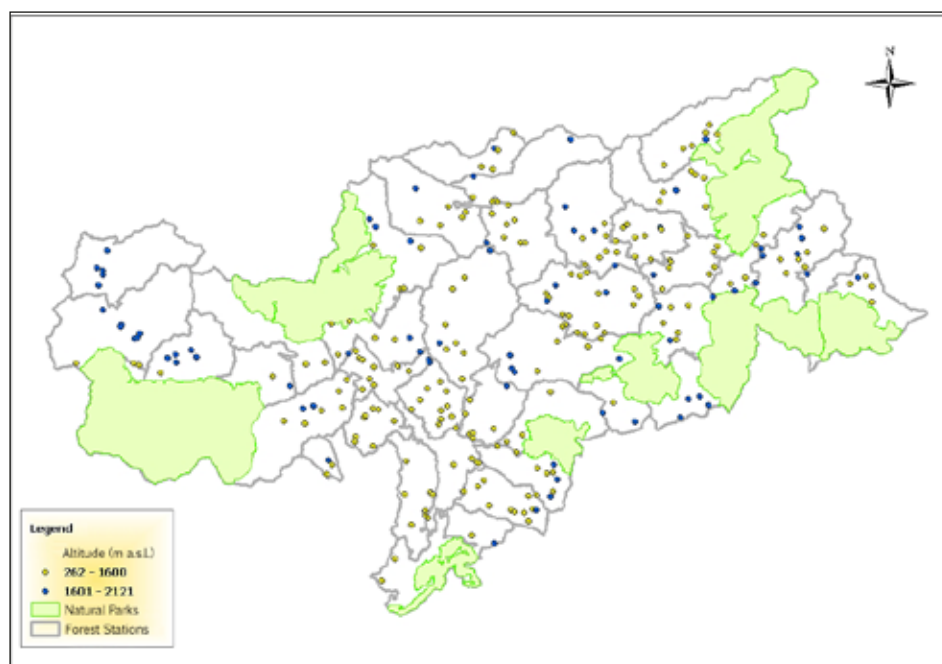 N
Legend
Altitude (m a.s.l.)
262 - 1600
1601 - 2121
Natural Parks
Forest Stations